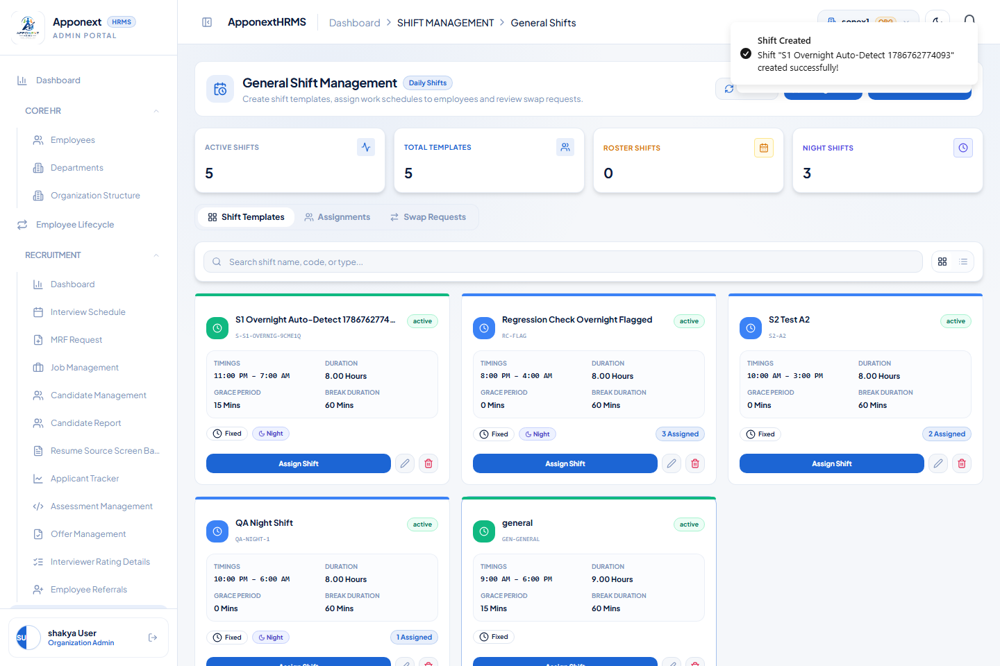 Apponext HRMS
ADMIN PORTAL
Dashboard
CORE HR
Employees
Departments
Organization Structure
Employee Lifecycle
RECRUITMENT
Dashboard
Interview Schedule
MRF Request
Job Management
Candidate Management
Candidate Report
Resume Source Screen Ba...
Applicant Tracker
Assessment Management
Offer Management
Interviewer Rating Details
Employee Referrals
SU
shakya User
Organization Admin
ApponextHRMS
Dashboard > SHIFT MANAGEMENT > General Shifts
Shift Created
Shift "S1 Overnight Auto-Detect 1786762774093"
created successfully!
General Shift Management Daily Shifts
Create shift templates, assign work schedules to employees and review swap requests.
ACTIVE SHIFTS
5
TOTAL TEMPLATES
5
ROSTER SHIFTS
0
NIGHT SHIFTS
3
Shift Templates Assignments Swap Requests
Search shift name, code, or type...
S1 Overnight Auto-Detect 1786762774... active
S-S1-OVERNIG-9CME1Q
TIMINGS DURATION
11:00 PM – 7:00 AM 8.00 Hours
GRACE PERIOD BREAK DURATION
15 Mins 60 Mins
Fixed Night
Assign Shift
Regression Check Overnight Flagged active
RC-FLAG
TIMINGS DURATION
8:00 PM – 4:00 AM 8.00 Hours
GRACE PERIOD BREAK DURATION
0 Mins 60 Mins
Fixed Night 3 Assigned
Assign Shift
S2 Test A2 active
S2-A2
TIMINGS DURATION
10:00 AM – 3:00 PM 8.00 Hours
GRACE PERIOD BREAK DURATION
0 Mins 60 Mins
Fixed 2 Assigned
Assign Shift
QA Night Shift active
QA-NIGHT-1
TIMINGS DURATION
10:00 PM – 6:00 AM 8.00 Hours
GRACE PERIOD BREAK DURATION
0 Mins 60 Mins
Fixed Night 1 Assigned
Assign Shift
general active
GEN-GENERAL
TIMINGS DURATION
9:00 AM – 6:00 PM 9.00 Hours
GRACE PERIOD BREAK DURATION
15 Mins 60 Mins
Fixed
Assign Shift